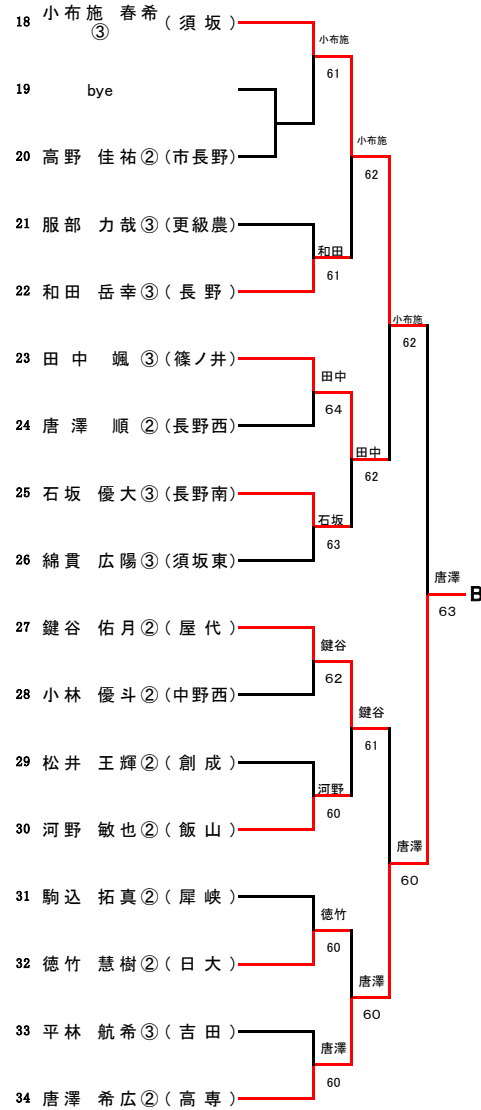 18 小布施 春希③ (須坂)
小布施
61
19 bye
小布施
62
20 高野 佳祐② (市長野)
21 服部 力哉③ (更級農)
和田
61
22 和田 岳幸③ (長野)
小布施
62
23 田中 颯③ (篠ノ井)
田中
64
24 唐澤 順② (長野西)
田中
62
25 石坂 優大③ (長野南)
石坂
63
26 綿貫 広陽③ (須坂東)
唐澤
B
63
27 鍵谷 佑月② (屋代)
鍵谷
62
28 小林 優斗② (中野西)
鍵谷
61
29 松井 王輝② (創成)
河野
60
30 河野 敏也② (飯山)
唐澤
60
31 駒込 拓真② (犀峡)
徳竹
60
32 徳竹 慧樹② (日大)
唐澤
60
33 平林 航希③ (吉田)
唐澤
60
34 唐澤 希広② (高専)